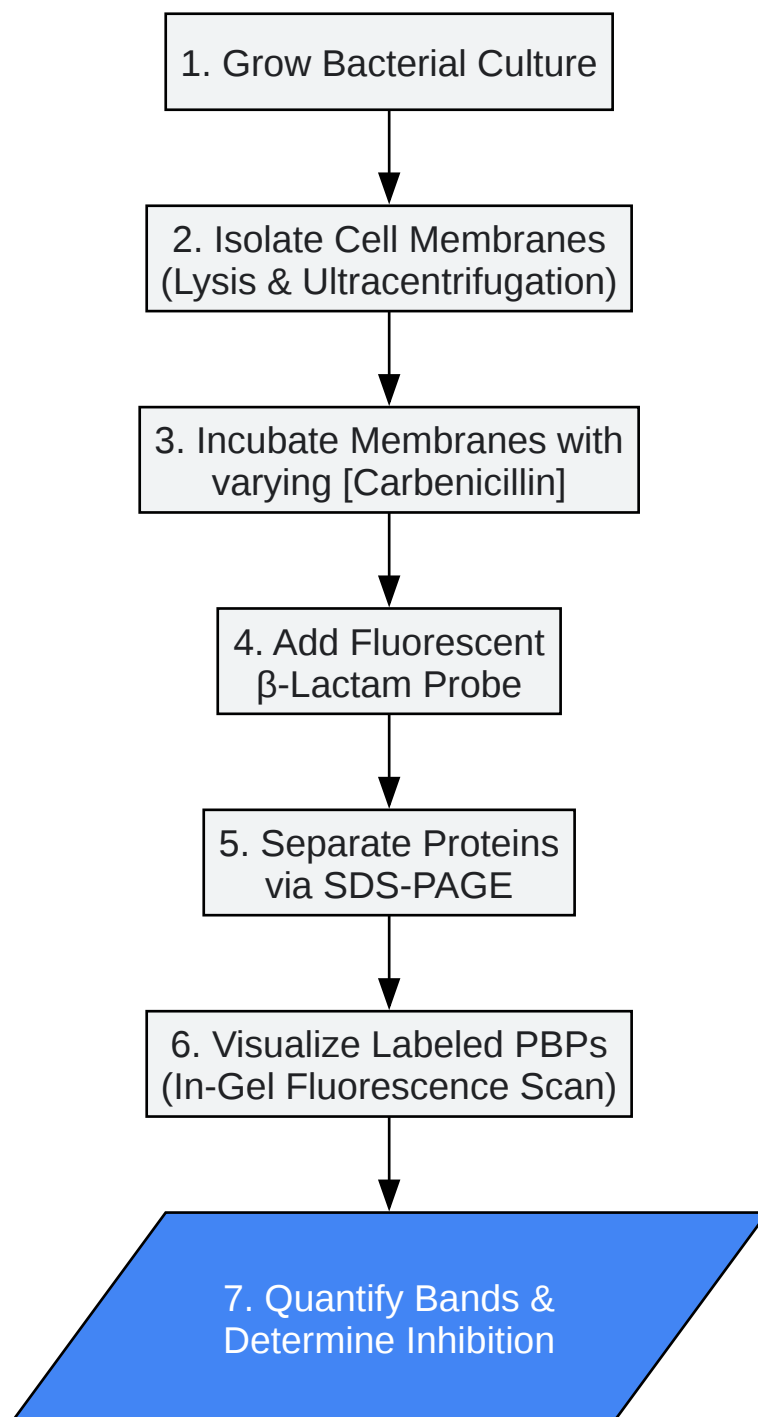 1. Grow Bacterial Culture
2. Isolate Cell Membranes
(Lysis & Ultracentrifugation)
3. Incubate Membranes with
varying [Carbenicillin]
4. Add Fluorescent
β-Lactam Probe
5. Separate Proteins
via SDS-PAGE
6. Visualize Labeled PBPs
(In-Gel Fluorescence Scan)
7. Quantify Bands &
Determine Inhibition